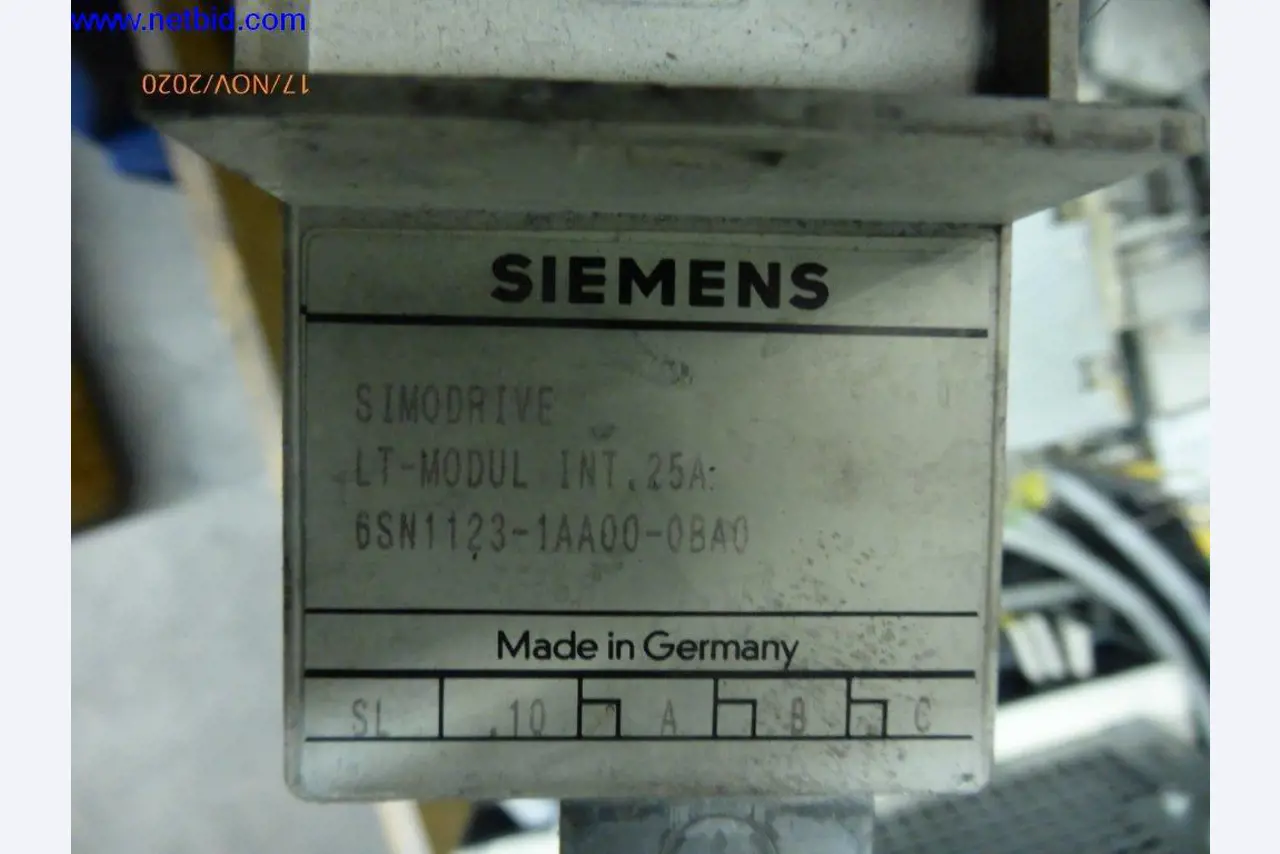 www.netbid.com
17/NOV/2020
SIEMENS
SIMODRIVE
LT-MODUL INT.25A
6SN1123-1AA00-0BA0
Made in Germany
SL .10 A B C